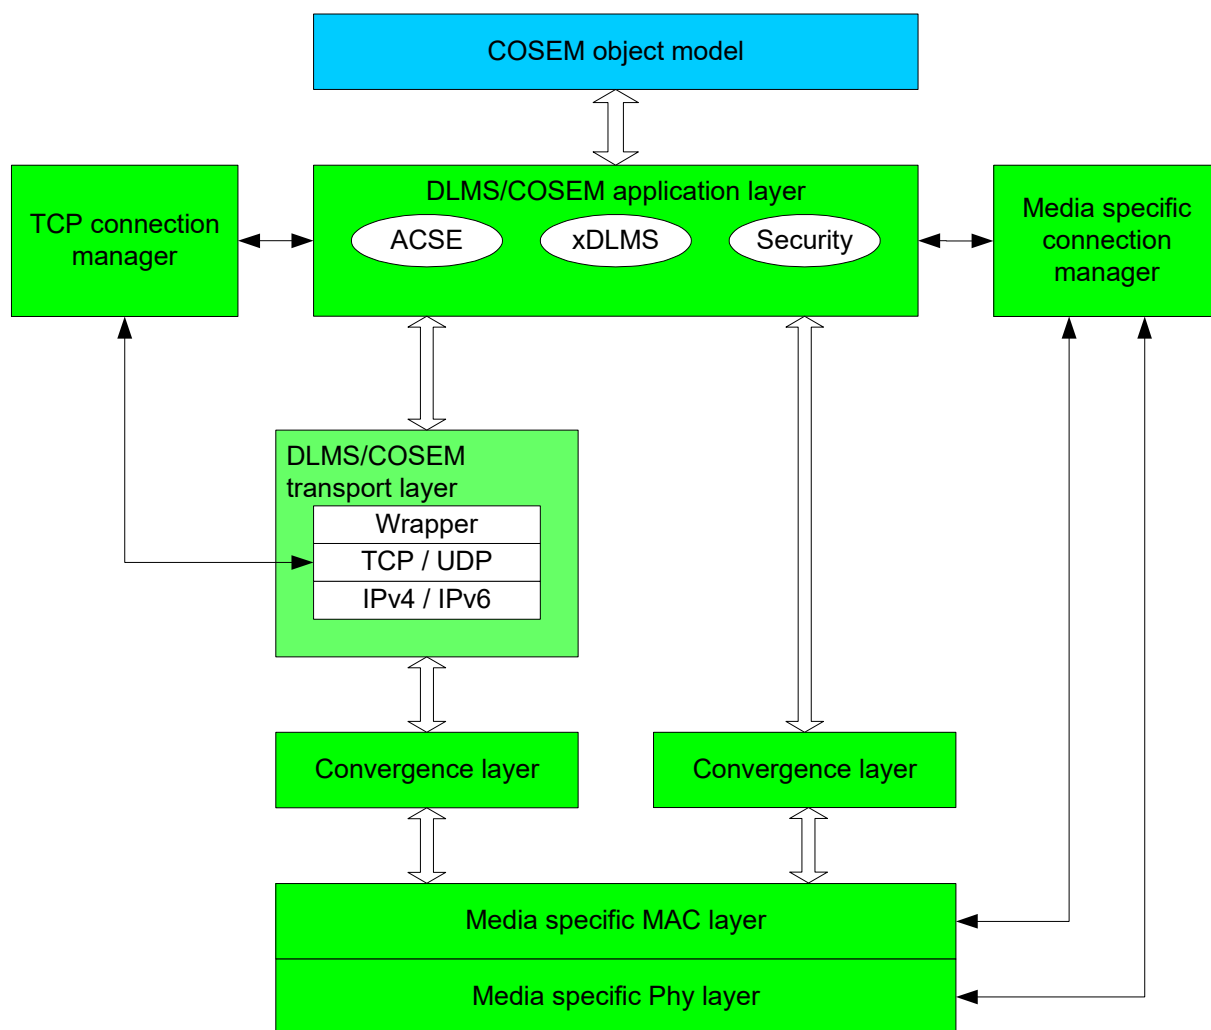 COSEM object model
TCP connection
manager
DLMS/COSEM application layer
ACSE
xDLMS
Security
Media specific
connection
manager
DLMS/COSEM
transport layer
Wrapper
TCP / UDP
IPv4 / IPv6
Convergence layer
Convergence layer
Media specific MAC layer
Media specific Phy layer